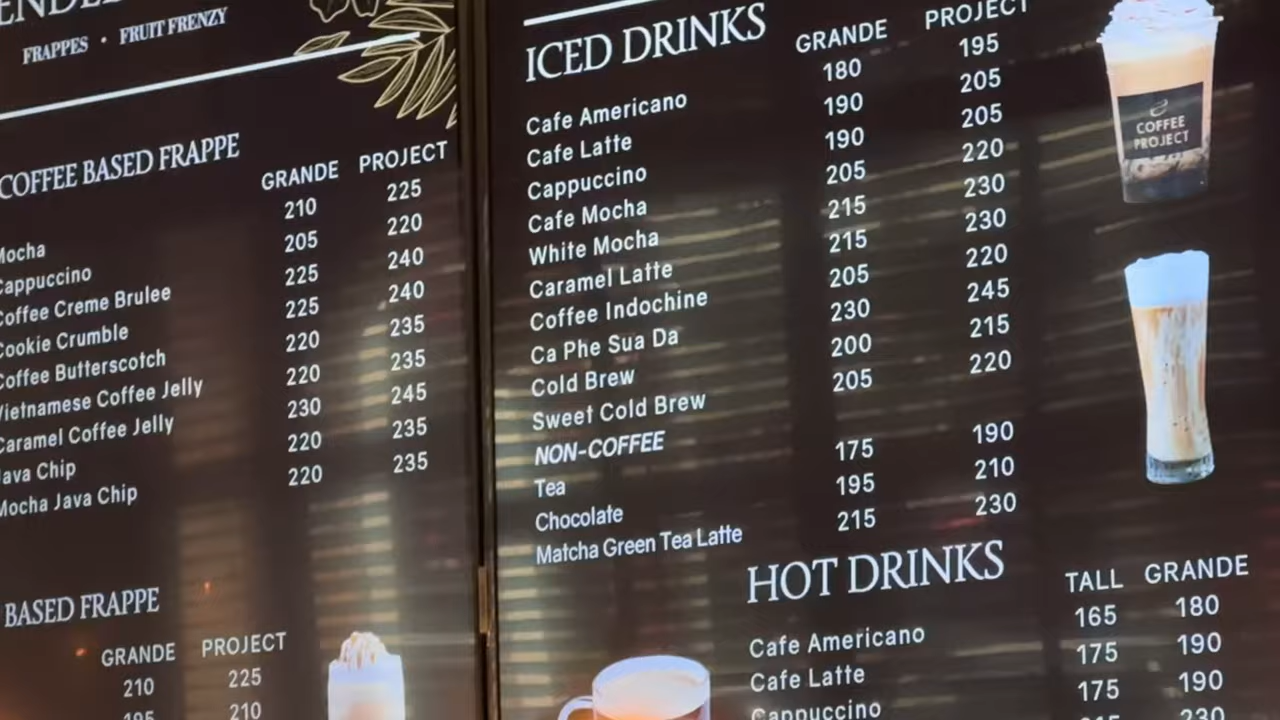 FRAPPES • FRUIT FRENZY
COFFEE BASED FRAPPE GRANDE PROJECT
Mocha 210 225
Cappuccino 205 220
Coffee Creme Brulee 225 240
Cookie Crumble 225 240
Coffee Butterscotch 220 235
Vietnamese Coffee Jelly 220 235
Caramel Coffee Jelly 230 245
Java Chip 220 235
Mocha Java Chip 220 235
BASED FRAPPE
GRANDE PROJECT
210 225
195 210
ICED DRINKS GRANDE PROJECT
Cafe Americano 180 195
Cafe Latte 190 205
Cappuccino 190 205
Cafe Mocha 205 220
White Mocha 215 230
Caramel Latte 215 230
Coffee Indochine 205 220
Ca Phe Sua Da 230 245
Cold Brew 200 215
Sweet Cold Brew 205 220
NON-COFFEE
Tea 175 190
Chocolate 195 210
Matcha Green Tea Latte 215 230
HOT DRINKS TALL GRANDE
Cafe Americano 165 180
Cafe Latte 175 190
Cappuccino 175 190
230
COFFEE
PROJECT